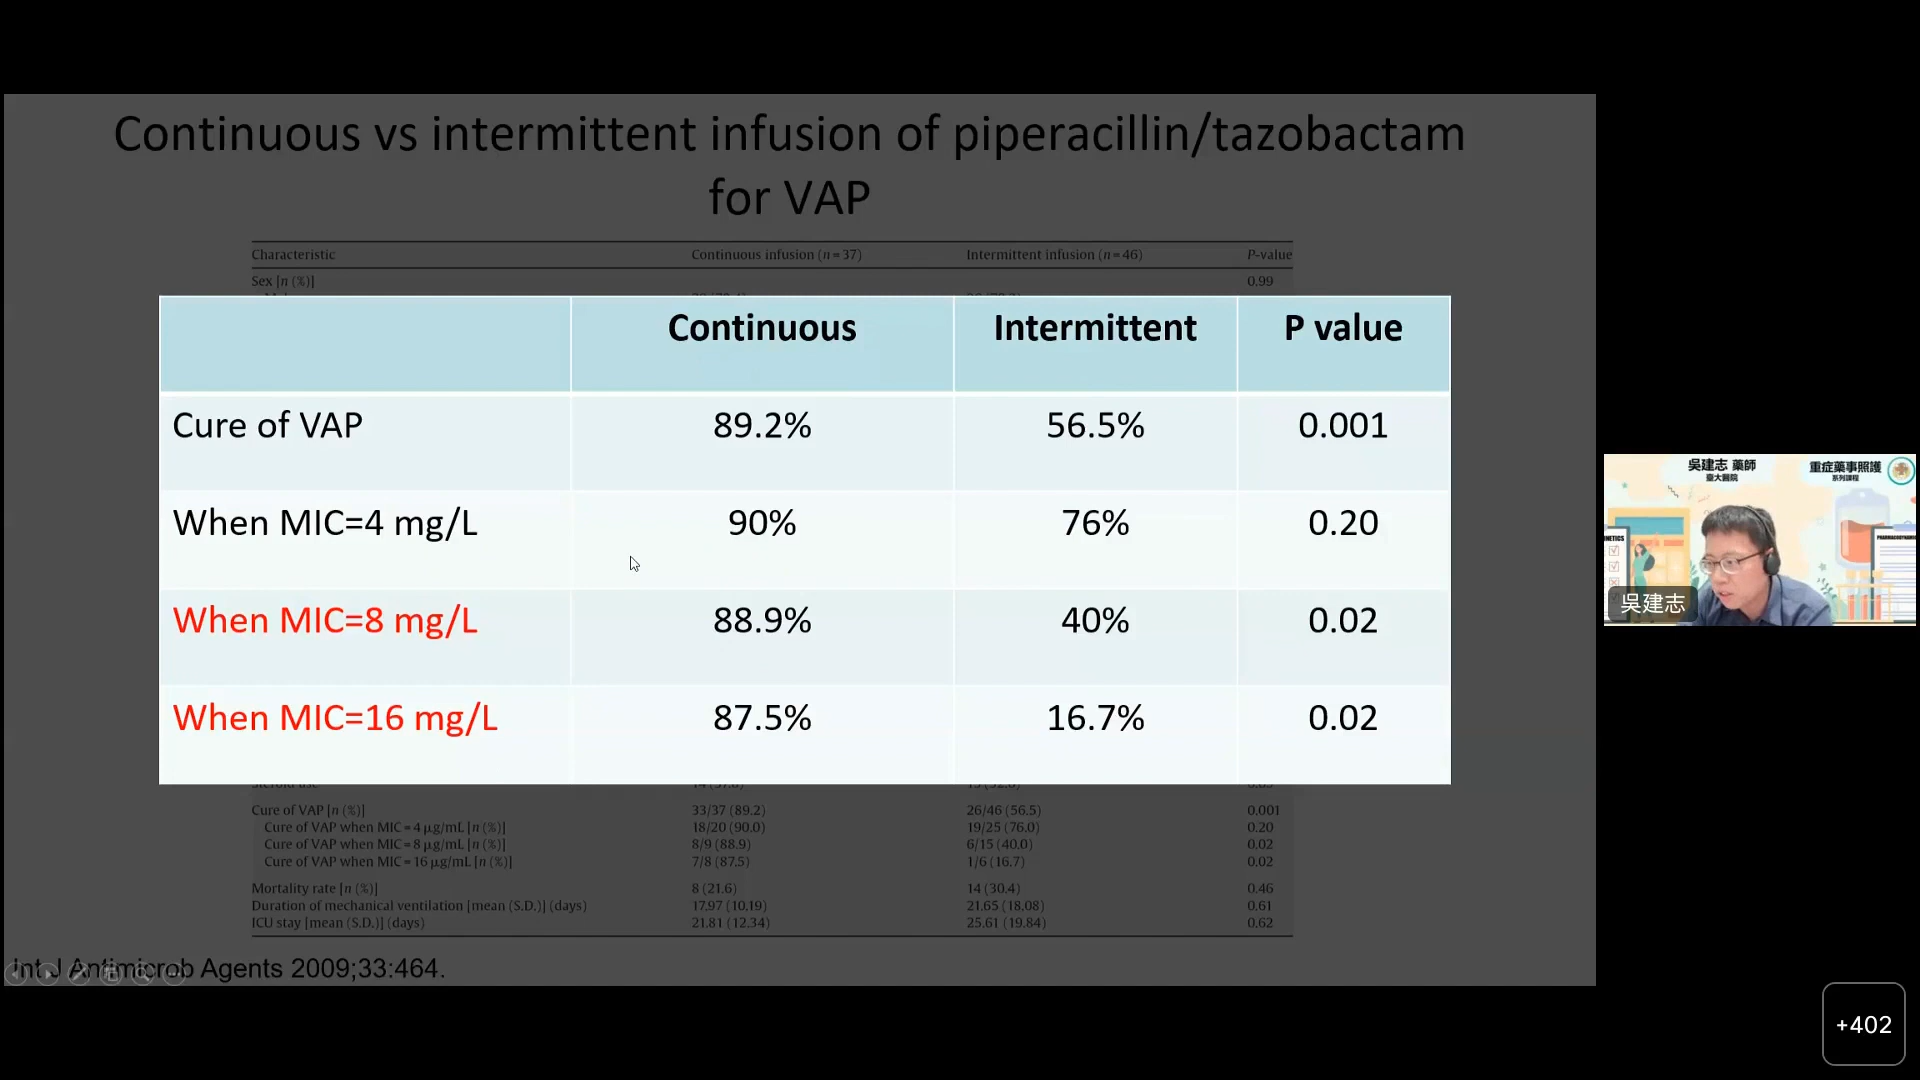 Continuous vs intermittent infusion of piperacillin/tazobactam
for VAP
Characteristic Continuous infusion (n = 37) Intermittent infusion (n = 46) P-value
Sex [n (%)] 0.99
Continuous Intermittent P value
Cure of VAP 89.2% 56.5% 0.001
When MIC=4 mg/L 90% 76% 0.20
When MIC=8 mg/L 88.9% 40% 0.02
When MIC=16 mg/L 87.5% 16.7% 0.02
Cure of VAP [n (%)] 33/37 (89.2) 26/46 (56.5) 0.001
Cure of VAP when MIC = 4 μg/mL [n (%)] 18/20 (90.0) 19/25 (76.0) 0.20
Cure of VAP when MIC = 8 μg/mL [n (%)] 8/9 (88.9) 6/15 (40.0) 0.02
Cure of VAP when MIC = 16 μg/mL [n (%)] 7/8 (87.5) 1/6 (16.7) 0.02
Mortality rate [n (%)] 8 (21.6) 14 (30.4) 0.46
Duration of mechanical ventilation [mean (S.D.)] (days) 17.97 (10.19) 21.65 (18.08) 0.61
ICU stay [mean (S.D.)] (days) 21.81 (12.34) 25.61 (19.84) 0.62
Int J Antimicrob Agents 2009;33:464.
吳建志 藥師
臺大醫院
重症藥事照護
系列課程
吳建志
+402